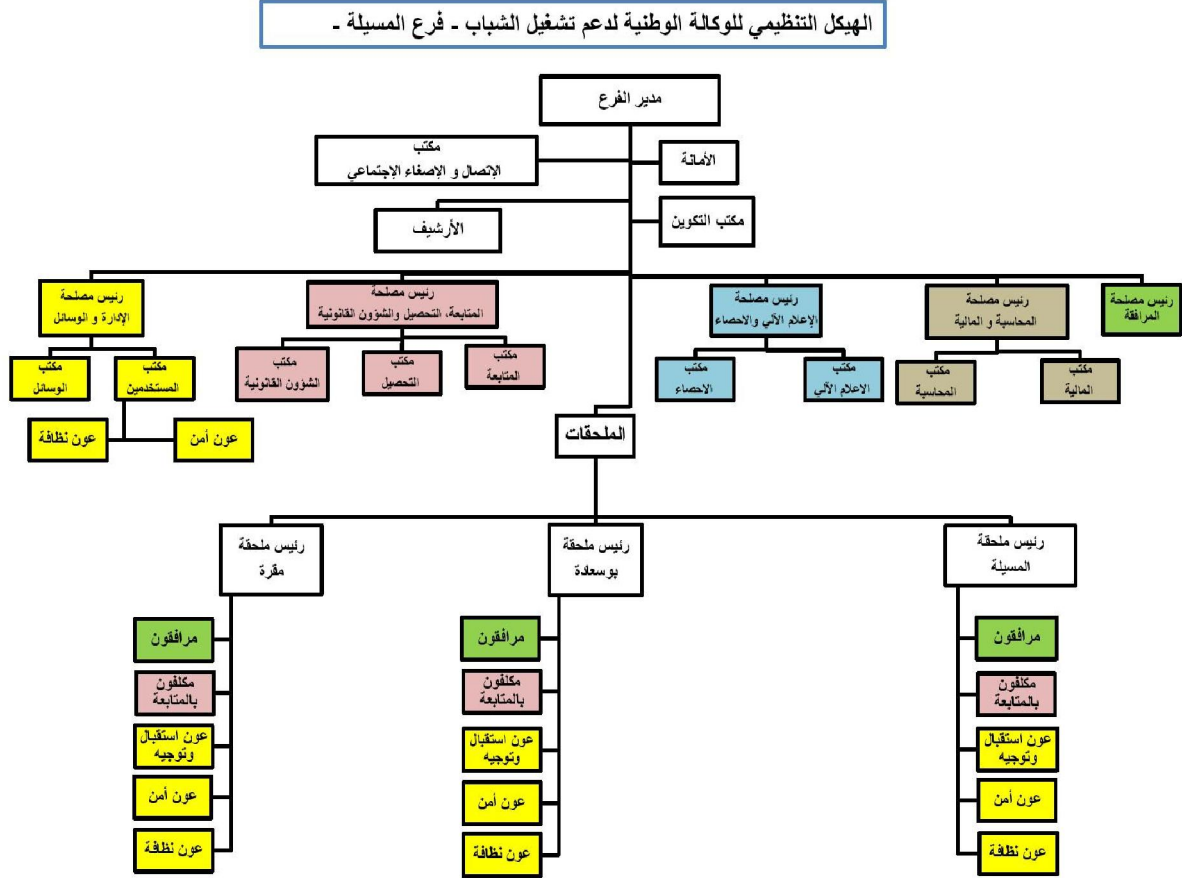 الهيكل التنظيمي للوكالة الوطنية لدعم تشغيل الشباب - فرع المسيلة -
مدير الفرع
الأمانة
مكتب
الإتصال و الإصغاء الإجتماعي
مكتب التكوين
الأرشيف
رئيس مصلحة
المرافقة
رئيس مصلحة
المحاسبة و المالية
رئيس مصلحة
الإعلام الآلي والاحصاء
رئيس مصلحة
المتابعة، التحصيل والشؤون القانونية
رئيس مصلحة
الإدارة و الوسائل
مكتب
المالية
مكتب
المحاسبة
مكتب
الاعلام الآلي
مكتب
الاحصاء
مكتب
المتابعة
مكتب
التحصيل
مكتب
الشؤون القانونية
مكتب
المستخدمين
مكتب
الوسائل
عون أمن
عون نظافة
الملحقات
رئيس ملحقة
المسيلة
رئيس ملحقة
بوسعادة
رئيس ملحقة
مقرة
مرافقون
مكلفون
بالمتابعة
عون استقبال
وتوجيه
عون أمن
عون نظافة
مرافقون
مكلفون
بالمتابعة
عون استقبال
وتوجيه
عون أمن
عون نظافة
مرافقون
مكلفون
بالمتابعة
عون استقبال
وتوجيه
عون أمن
عون نظافة